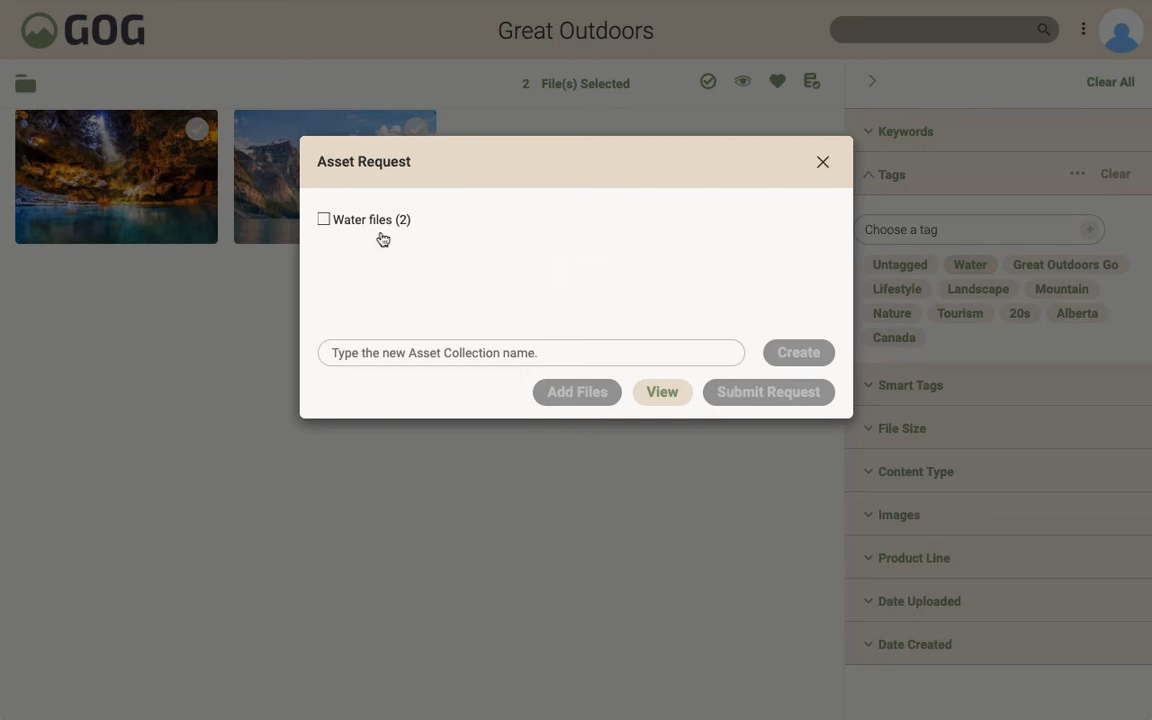 GOG
Great Outdoors
2 File(s) Selected
Clear All
Keywords
Asset Request
Tags
... Clear
Water files (2)
Choose a tag
+
Untagged Water Great Outdoors Go
Lifestyle Landscape Mountain
Nature Tourism 20s Alberta
Canada
Type the new Asset Collection name.
Create
Add Files View Submit Request
Smart Tags
File Size
Content Type
Images
Product Line
Date Uploaded
Date Created